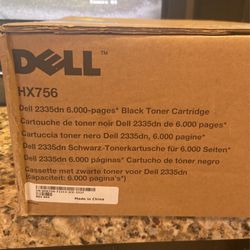 DELL
HX756
Dell 2335dn 6.000-pages* Black Toner Cartridge
Cartouche de toner noir Dell 2335dn de 6.000 pages*
Cartuccia toner nero Dell 2335dn, 6.000 pagine*
Dell 2335dn Schwarz-Tonerkartusche für 6.000 Seiten*
Dell 2335dn 6.000 páginas* Cartucho de toner negro
Cassette met zwarte toner voor Dell 2335dn
(Capaciteit: 6.000 pagina's*)
Made in China